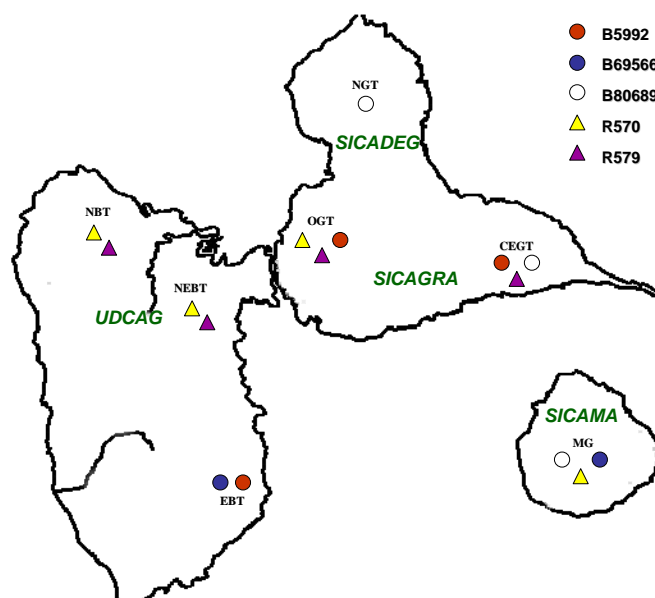 B5992
B69566
B80689
R570
R579
NGT
SICADEG
NBT
OGT
CEGT
SICAGRA
NEBT
UDCAG
SICAMA
MG
EBT